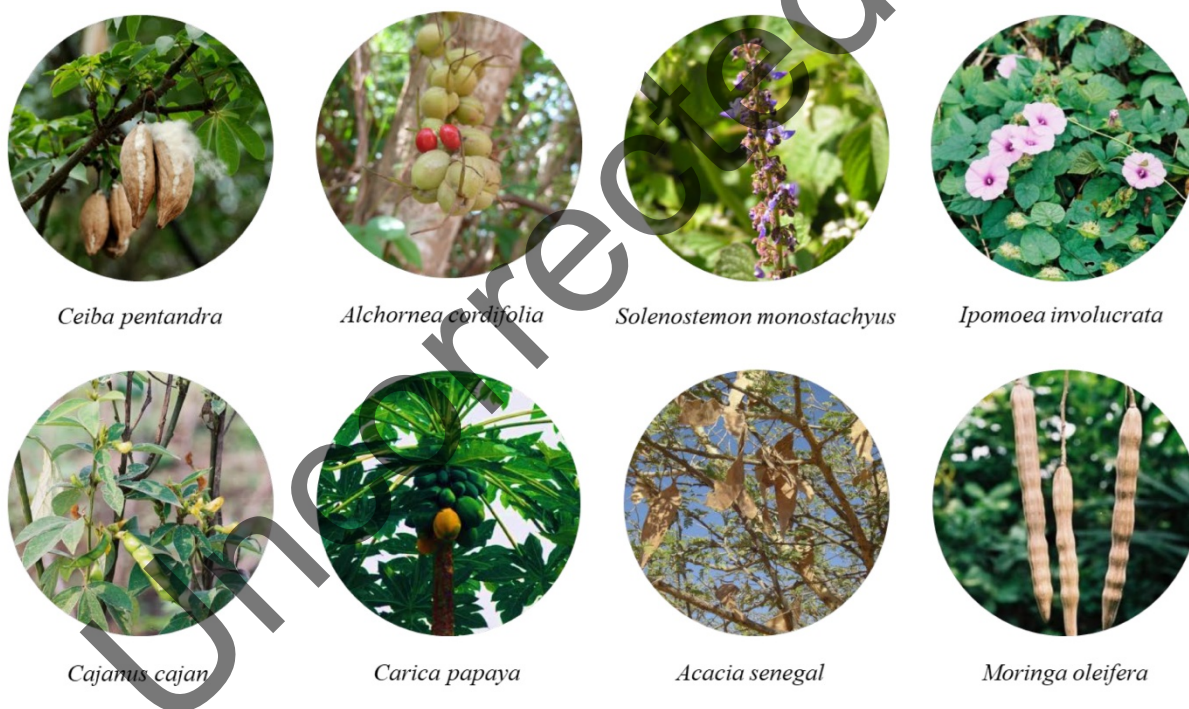 Ceiba pentandra
Alchornea cordifolia
Solenostemon monostachyus
Ipomoea involucrata
Cajanus cajan
Carica papaya
Acacia senegal
Moringa oleifera
Uncorrected